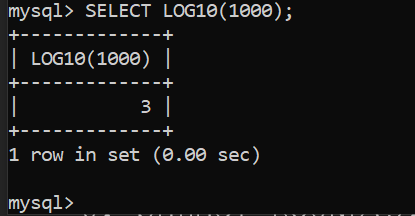 mysql> SELECT LOG10(1000);
+-------------+
| LOG10(1000) |
+-------------+
|           3 |
+-------------+
1 row in set (0.00 sec)
mysql>